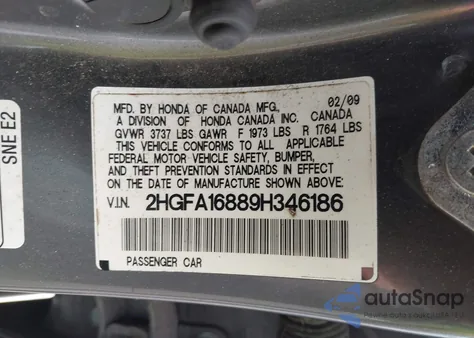 SNE E2
MFD. BY HONDA OF CANADA MFG., 02/09
A DIVISION OF HONDA CANADA INC. CANADA
GVWR 3737 LBS GAWR F 1973 LBS R 1764 LBS
THIS VEHICLE CONFORMS TO ALL APPLICABLE
FEDERAL MOTOR VEHICLE SAFETY, BUMPER,
AND THEFT PREVENTION STANDARDS IN EFFECT
ON THE DATE OF MANUFACTURE SHOWN ABOVE:
V.I.N. 2HGFA16889H346186
PASSENGER CAR
autoSnap